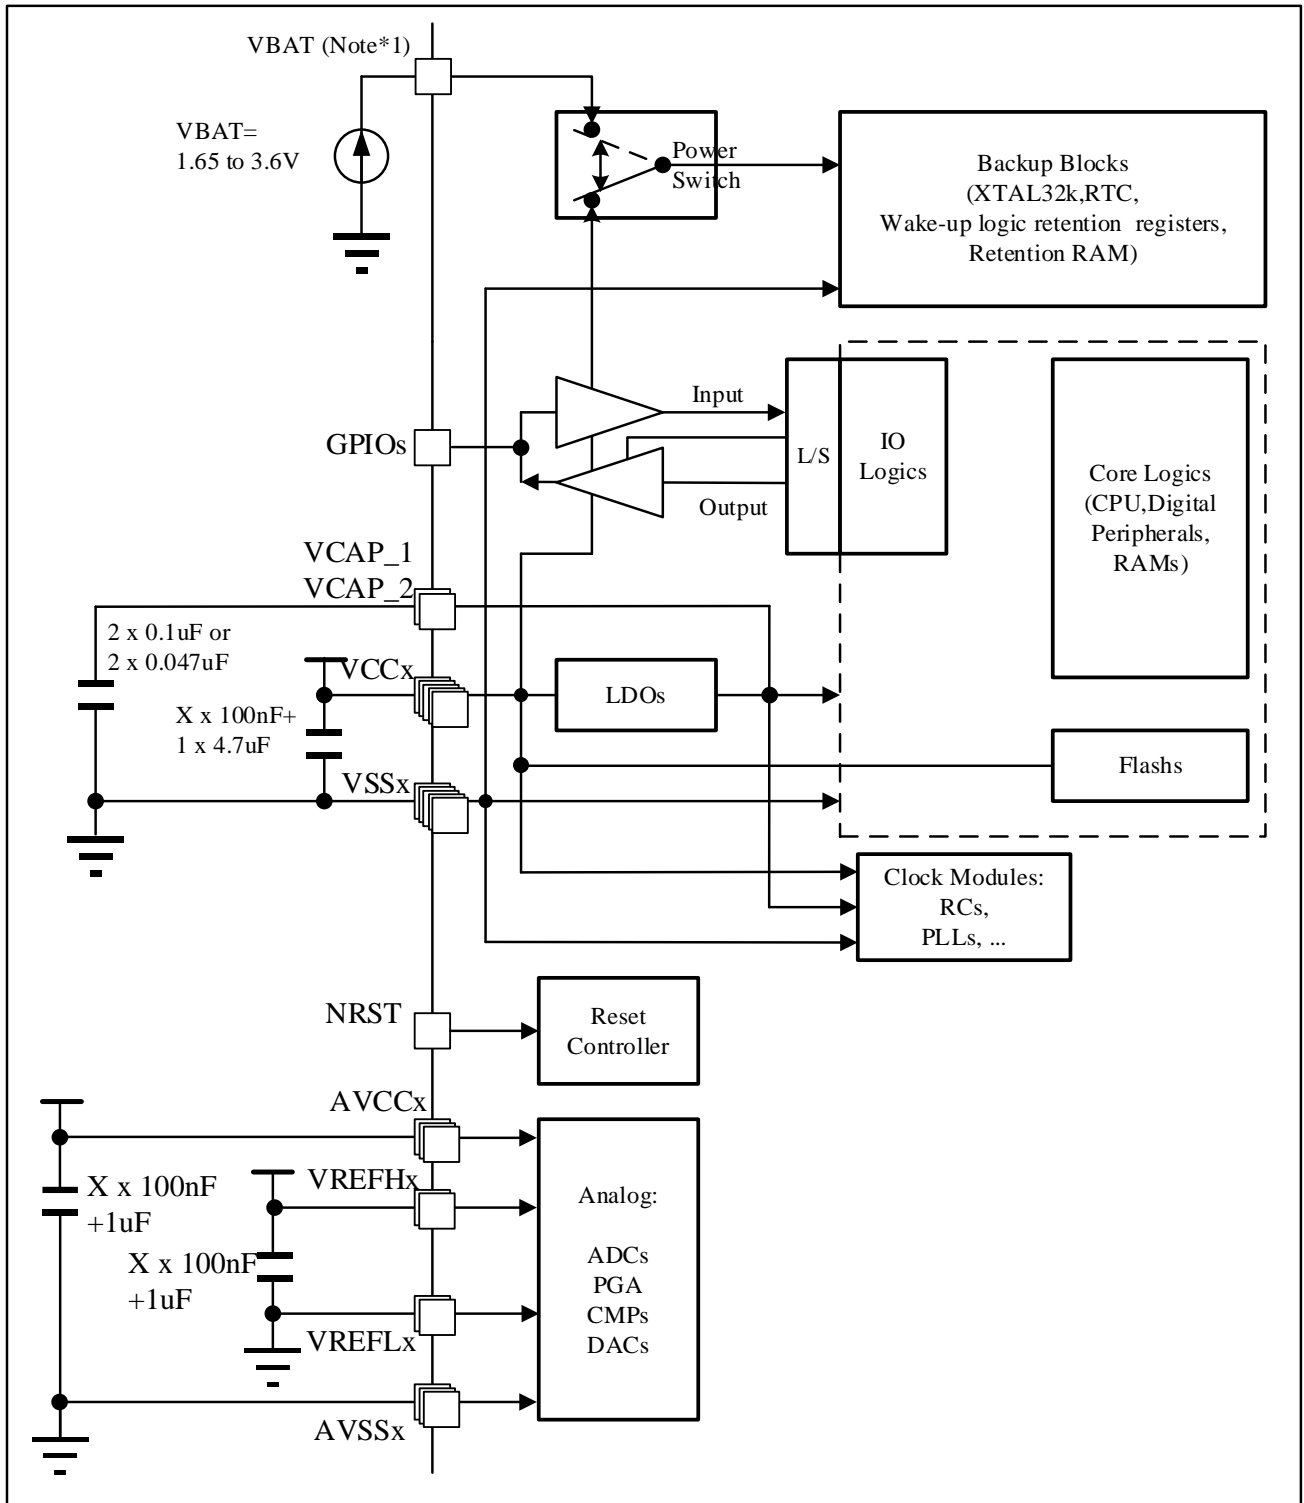 VBAT (Note*1)
VBAT=
1.65 to 3.6V
Power
Switch
Backup Blocks
(XTAL32k,RTC,
Wake-up logic retention registers,
Retention RAM)
Input
GPIOs
L/S
IO
Logics
Output
Core Logics
(CPU,Digital
Peripherals,
RAMs)
VCAP_1
VCAP_2
2 x 0.1uF or
2 x 0.047uF
VCCx
LDOs
X x 100nF+
1 x 4.7uF
VSSx
Flashs
Clock Modules:
RCs,
PLLs, ...
NRST
Reset
Controller
AVCCx
X x 100nF
+1uF
VREFHx
X x 100nF
+1uF
VREFLx
Analog:
ADCs
PGA
CMPs
DACs
AVSSx